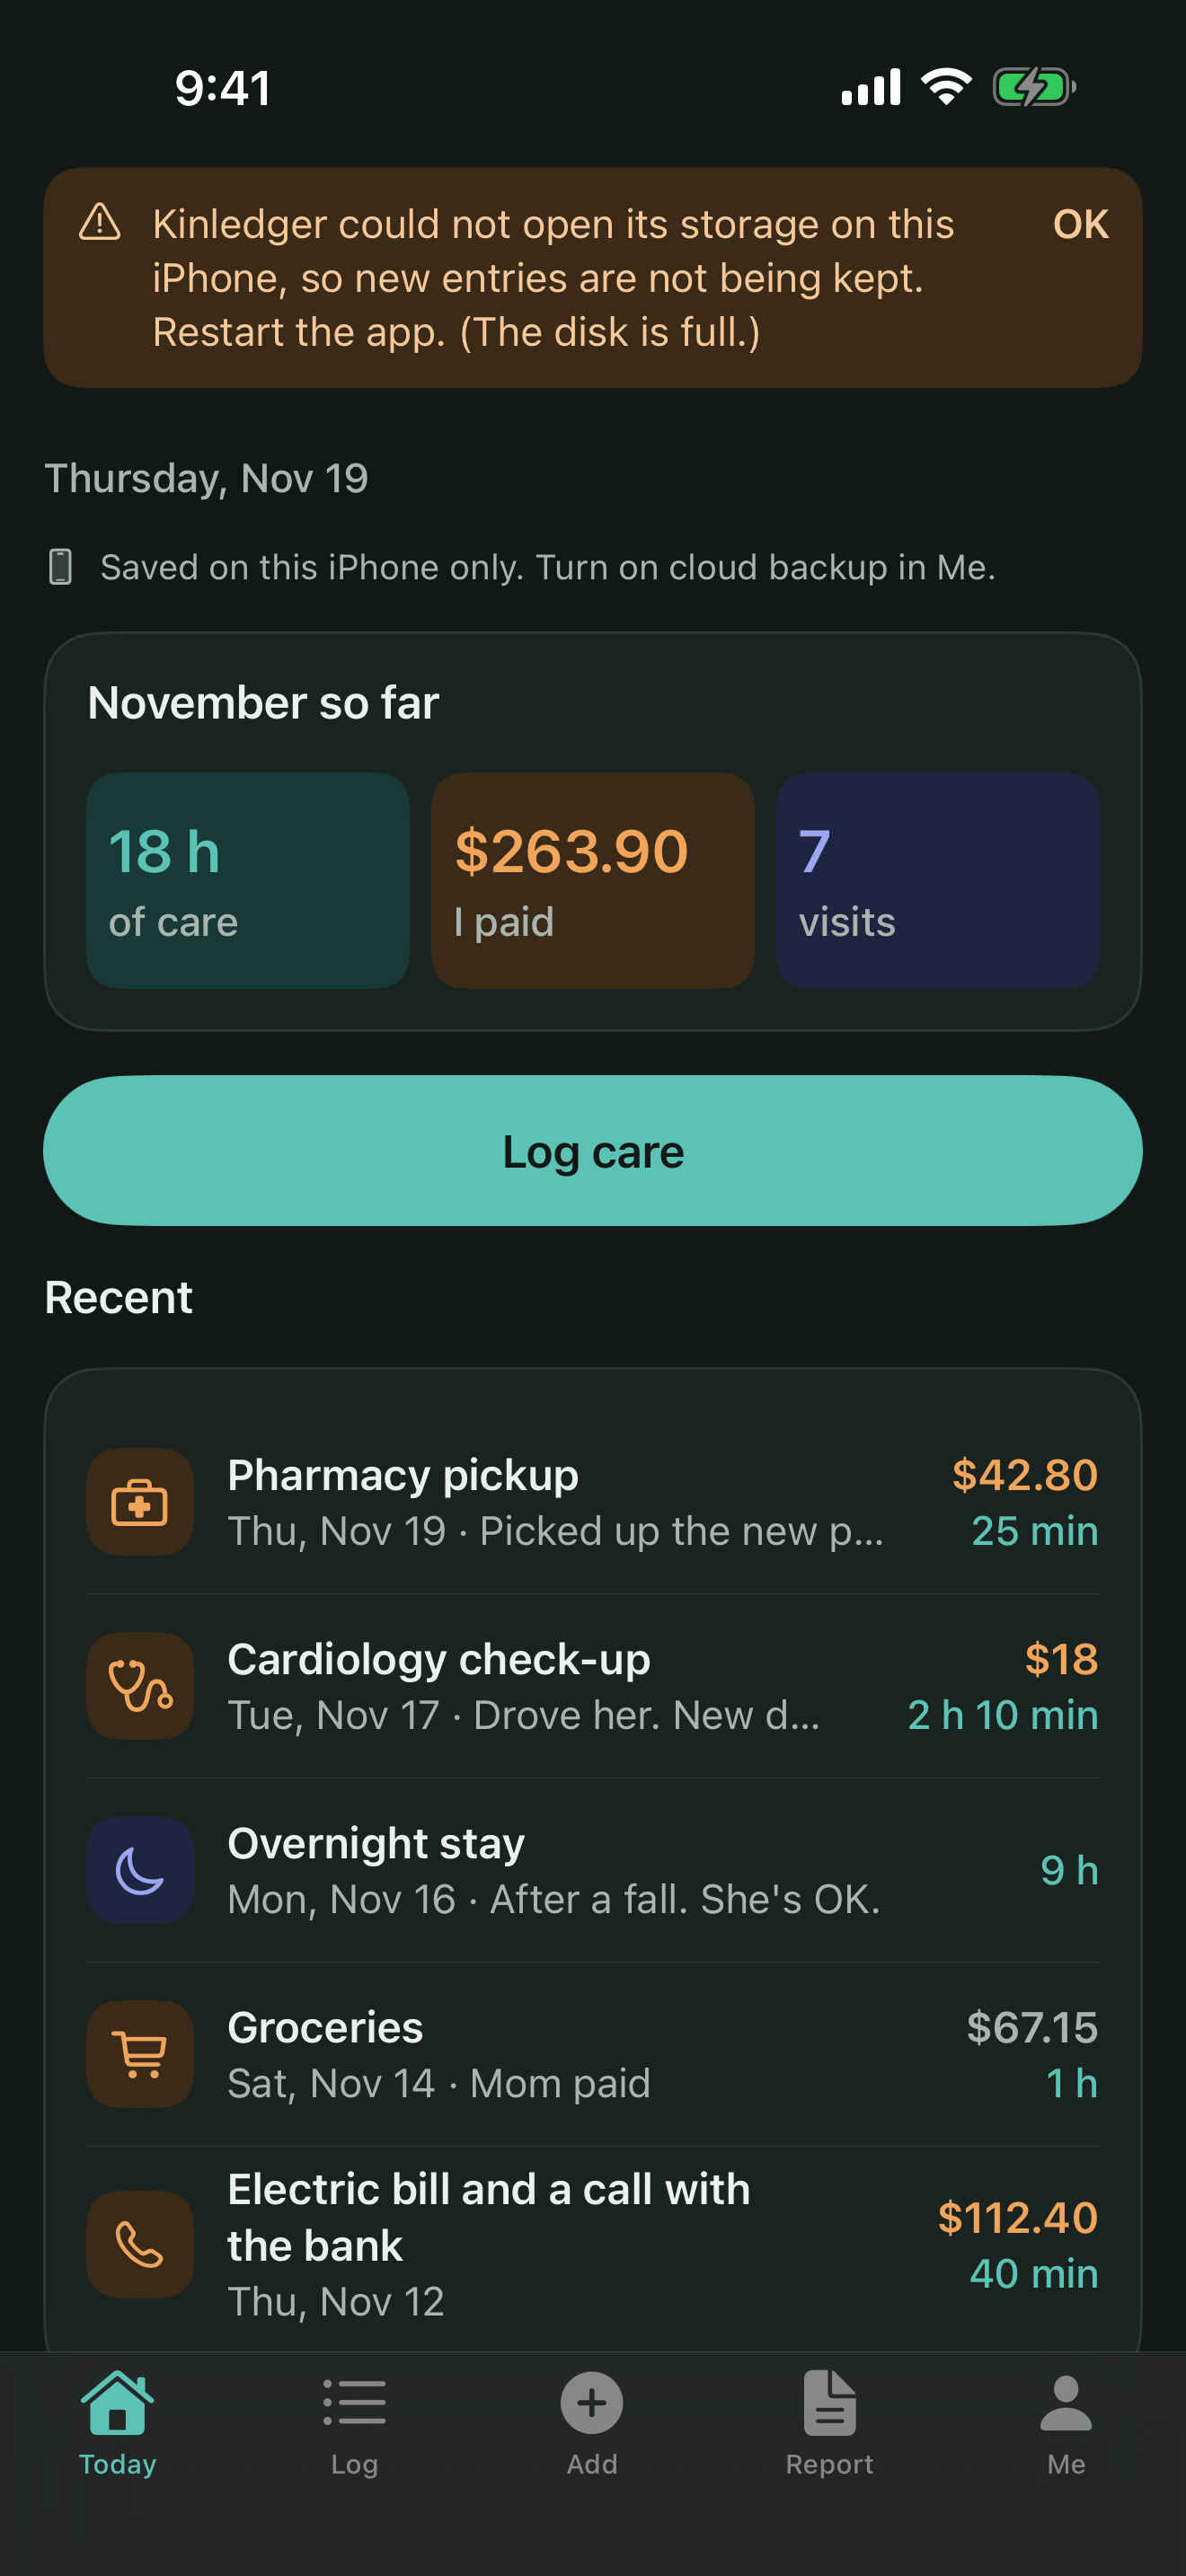 9:41
Kinledger could not open its storage on this
iPhone, so new entries are not being kept.
Restart the app. (The disk is full.)
OK
Thursday, Nov 19
Saved on this iPhone only. Turn on cloud backup in Me.
November so far
18 h
of care
$263.90
I paid
7
visits
Log care
Recent
Pharmacy pickup
$42.80
Thu, Nov 19 · Picked up the new p...
25 min
Cardiology check-up
$18
Tue, Nov 17 · Drove her. New d...
2 h 10 min
Overnight stay
Mon, Nov 16 · After a fall. She's OK.
9 h
Groceries
$67.15
Sat, Nov 14 · Mom paid
1 h
Electric bill and a call with
the bank
$112.40
Thu, Nov 12
40 min
Today
Log
Add
Report
Me